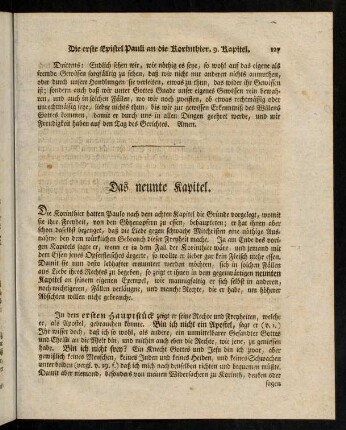 Die erste Epistel Pauli an die Korinthier. 9. Kapitel. 127
Drittens: Endlich sehen wir, wie nöthig es seye, so wohl auf das eigene als
fremde Gewissen sorgfältig zu sehen, daß wir nicht nur andere nichts anmuthen,
oder durch unsere Handlungen sie verleiten, etwas zu thun, das wider ihr Gewissen
ist; sondern auch daß wir unter Gottes Gnade unser eigenes Gewissen rein bewah-
ren, und auch in solchen Fällen, wo wir noch zweifeln, ob etwas rechtmäßig oder
unrechtmäßig seye, nichts thun, bis wir zur gewissen Erkenntniß des Willens
Gottes kommen, damit er durch uns in allen Dingen geehret werde, und wir
Freudigkeit haben auf den Tag des Gerichtes. Amen.
Das neunte Kapitel.
Die Korinthier hatten Paulo nach dem achten Kapitel die Gründe vorgelegt, womit
sie ihre Freyheit, von den Götzenopfern zu essen, behaupteten; er hat ihnen aber
schon daselbst bezeuget, daß die Liebe gegen schwache Mitchristen eine nöthige Aus-
nahme bey dem würklichen Gebrauch dieser Freyheit mache. Ja am Ende des vori-
gen Kapitels sagte er, wenn er in dem Fall der Korinthier wäre, und jemand mit
dem Essen jenes Opferfleisches ärgerte, so wollte er lieber gar kein Fleisch mehr essen.
Damit sie nun desto lebhafter ermuntert werden möchten, sich in solchen Fällen
aus Liebe ihres Rechtes zu begeben, so zeiget er ihnen in dem gegenwärtigen neunten
Kapitel an seinem eigenen Exempel, wie mannigfaltig er sich selbst in andern,
noch wichtigeren, Fällen verläugne, und manche Rechte, die er habe, um höherer
Absichten willen nicht gebrauche.
In dem ersten Hauptstück zeigt er seine Rechte und Freyheiten, welche
er, als Apostel, gebrauchen könnte. Bin ich nicht ein Apostel, sagt er (v. 1.)
Ihr wisset doch, daß ich so wohl, als andere, ein unmittelbarer Gesandter Gottes
und Christi an die Welt bin, und mithin auch eben die Rechte, wie jene, zu geniessen
habe. Bin ich nicht frey? Ein Knecht Gottes und Jesu bin ich zwar, aber
gewißlich keines Menschen, keines Juden und keines Heiden, und keines Schwachen
unterworfen (vergl. v. 19.) daß ich mich nach denselben richten und bequemen müßte.
Damit aber niemand, besonders von meinen Widersachern zu Korinth, denken oder
sagen